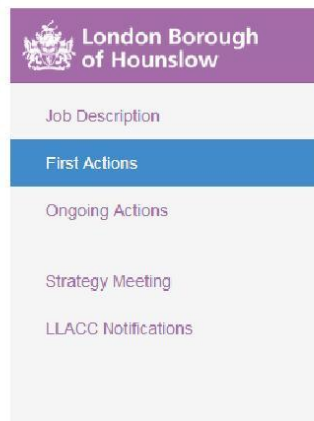 London Borough
of Hounslow
Job Description
First Actions
Ongoing Actions
Strategy Meeting
LLACC Notifications